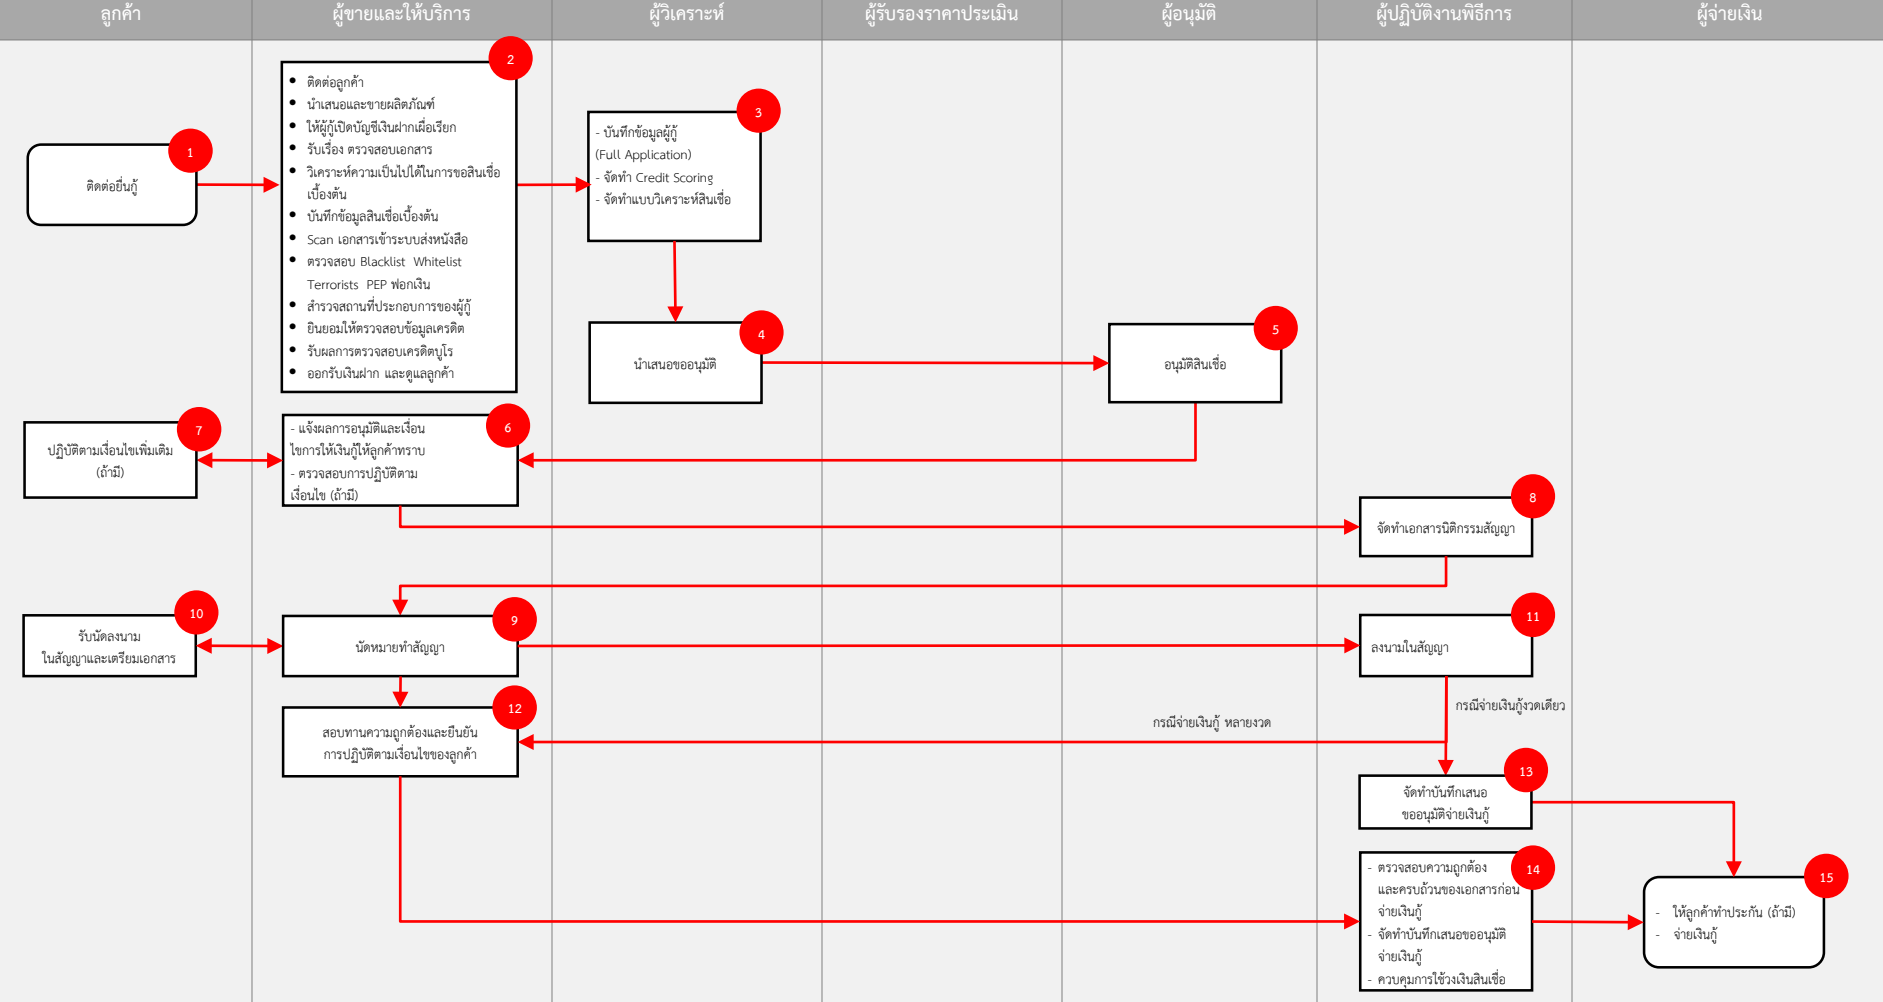 ลูกค้า
ผู้ขายและให้บริการ
ผู้วิเคราะห์
ผู้รับรองราคาประเมิน
ผู้อนุมัติ
ผู้ปฏิบัติงานพิธีการ
ผู้จ่ายเงิน
1
ติดต่อยื่นกู้
2
• ติดต่อลูกค้า
• นำเสนอและขายผลิตภัณฑ์
• ให้ผู้กู้เปิดบัญชีเงินฝากเผื่อเรียก
• รับเรื่อง ตรวจสอบเอกสาร
• วิเคราะห์ความเป็นไปได้ในการขอสินเชื่อ
เบื้องต้น
• บันทึกข้อมูลสินเชื่อเบื้องต้น
• Scan เอกสารเข้าระบบส่งหนังสือ
• ตรวจสอบ Blacklist Whitelist
Terrorists PEP ฟอกเงิน
• สำรวจสถานที่ประกอบการของผู้กู้
• ยินยอมให้ตรวจสอบข้อมูลเครดิต
• รับผลการตรวจสอบเครดิตบูโร
• ออกรับเงินฝาก และดูแลลูกค้า
3
- บันทึกข้อมูลผู้กู้
(Full Application)
- จัดทำ Credit Scoring
- จัดทำแบบวิเคราะห์สินเชื่อ
4
นำเสนอขออนุมัติ
5
อนุมัติสินเชื่อ
6
- แจ้งผลการอนุมัติและเงื่อน
ไขการให้เงินกู้ให้ลูกค้าทราบ
- ตรวจสอบการปฏิบัติตาม
เงื่อนไข (ถ้ามี)
7
ปฏิบัติตามเงื่อนไขเพิ่มเติม
(ถ้ามี)
8
จัดทำเอกสารนิติกรรมสัญญา
9
นัดหมายทำสัญญา
10
รับนัดลงนาม
ในสัญญาและเตรียมเอกสาร
11
ลงนามในสัญญา
กรณีจ่ายเงินกู้งวดเดียว
กรณีจ่ายเงินกู้ หลายงวด
12
สอบทานความถูกต้องและยืนยัน
การปฏิบัติตามเงื่อนไขของลูกค้า
13
จัดทำบันทึกเสนอ
ขออนุมัติจ่ายเงินกู้
14
- ตรวจสอบความถูกต้อง
และครบถ้วนของเอกสารก่อน
จ่ายเงินกู้
- จัดทำบันทึกเสนอขออนุมัติ
จ่ายเงินกู้
- ควบคุมการใช้วงเงินสินเชื่อ
15
- ให้ลูกค้าทำประกัน (ถ้ามี)
- จ่ายเงินกู้